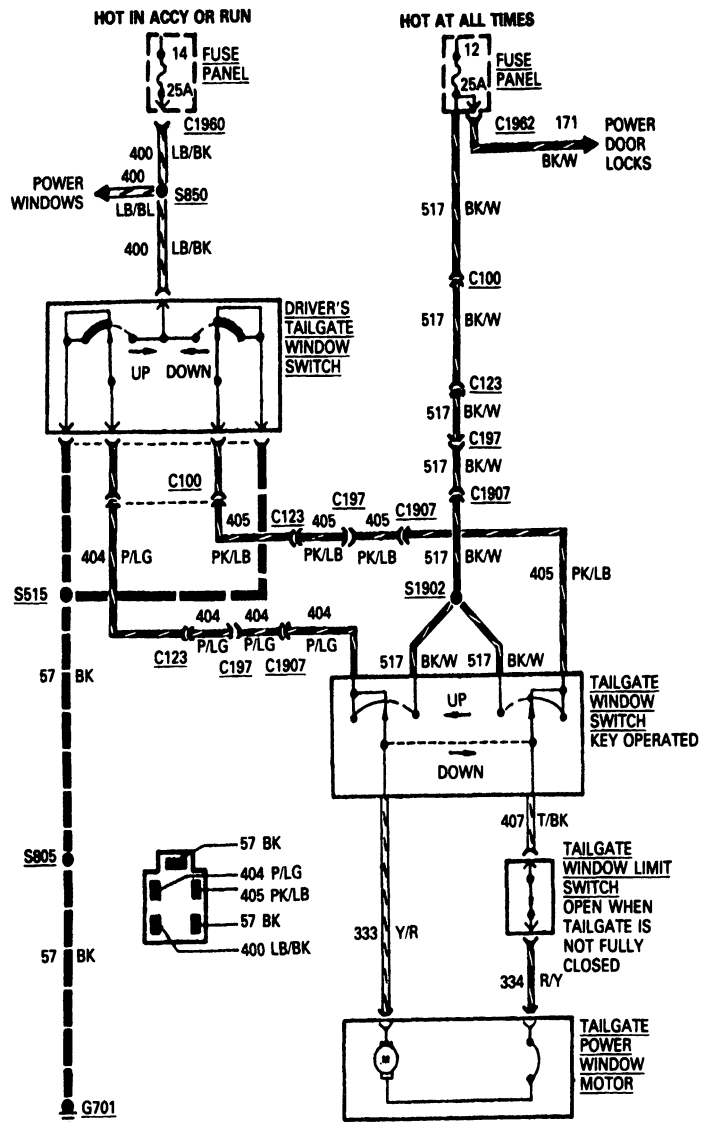 HOT IN ACCY OR RUN
HOT AT ALL TIMES
14
FUSE
PANEL
25A
12
FUSE
PANEL
25A
C1960
C1962
171
POWER
DOOR
LOCKS
BK/W
400
LB/BK
400
POWER
WINDOWS
S850
LB/BL
400
LB/BK
517
BK/W
C100
517
BK/W
DRIVER'S
TAILGATE
WINDOW
SWITCH
UP
DOWN
C123
517
BK/W
C197
517
BK/W
C1907
C100
405
C123
C197
405
405
C1907
PK/LB
PK/LB
PK/LB
404
P/LG
517
BK/W
405
PK/LB
S515
S1902
404
404
404
P/LG
P/LG
P/LG
C123
C197
C1907
517
BK/W
517
BK/W
57
BK
UP
DOWN
TAILGATE
WINDOW
SWITCH
KEY OPERATED
407
T/BK
S805
57 BK
404 P/LG
405 PK/LB
57 BK
400 LB/BK
TAILGATE
WINDOW LIMIT
SWITCH
OPEN WHEN
TAILGATE IS
NOT FULLY
CLOSED
333
Y/R
57
BK
334
R/Y
TAILGATE
POWER
WINDOW
MOTOR
G701